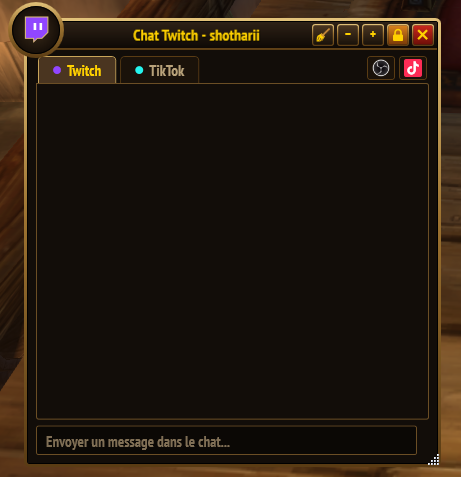 Chat Twitch - shotharii
Twitch
TikTok
Envoyer un message dans le chat...